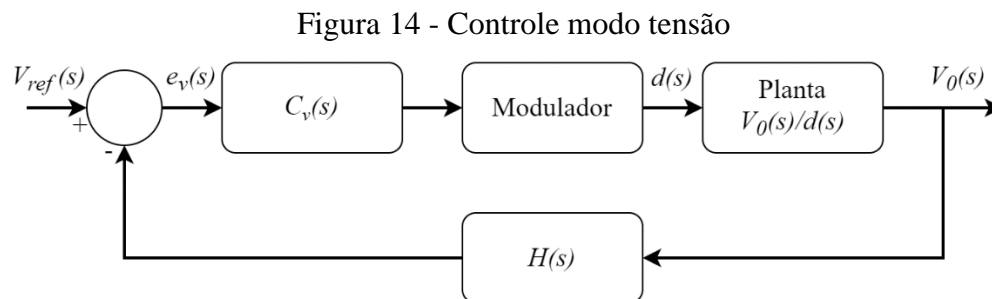 Figura 14 - Controle modo tensão
V_ref(s)
e_v(s)
d(s)
V_0(s)
+
-
C_v(s)
Modulador
Planta
V_0(s)/d(s)
H(s)